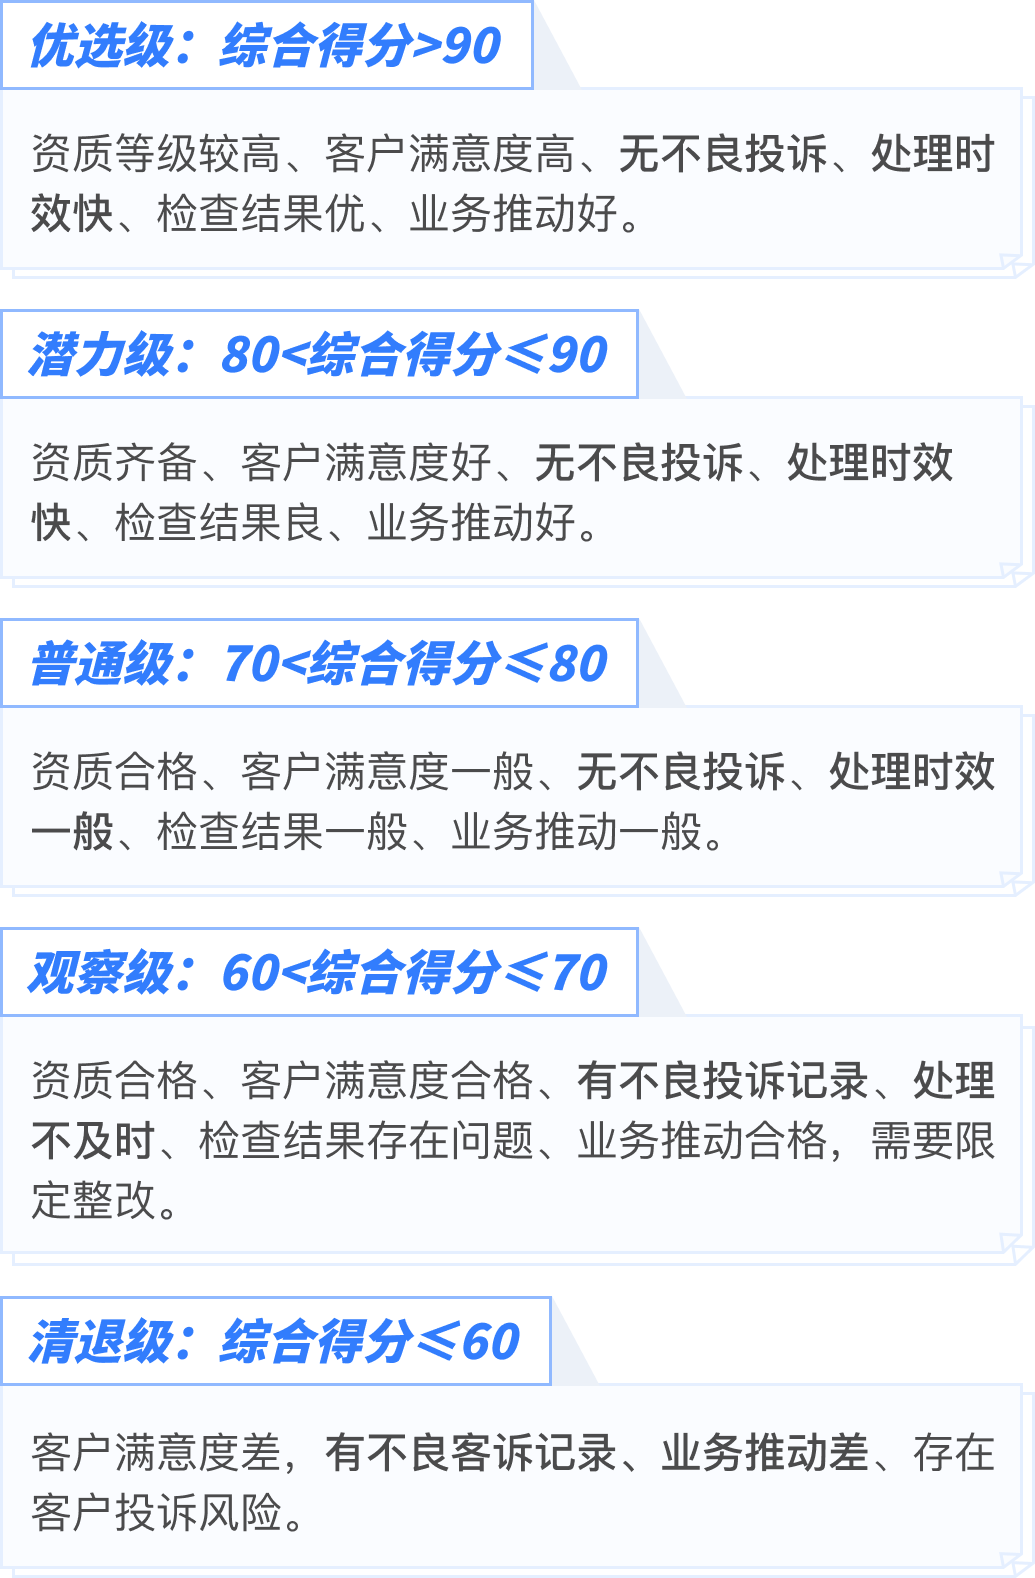 优选级：综合得分>90
资质等级较高、客户满意度高、无不良投诉、处理时
效快、检查结果优、业务推动好。
潜力级：80<综合得分≤90
资质齐备、客户满意度好、无不良投诉、处理时效
快、检查结果良、业务推动好。
普通级：70<综合得分≤80
资质合格、客户满意度一般、无不良投诉、处理时效
一般、检查结果一般、业务推动一般。
观察级：60<综合得分≤70
资质合格、客户满意度合格、有不良投诉记录、处理
不及时、检查结果存在问题、业务推动合格，需要限
定整改。
清退级：综合得分≤60
客户满意度差，有不良客诉记录、业务推动差、存在
客户投诉风险。